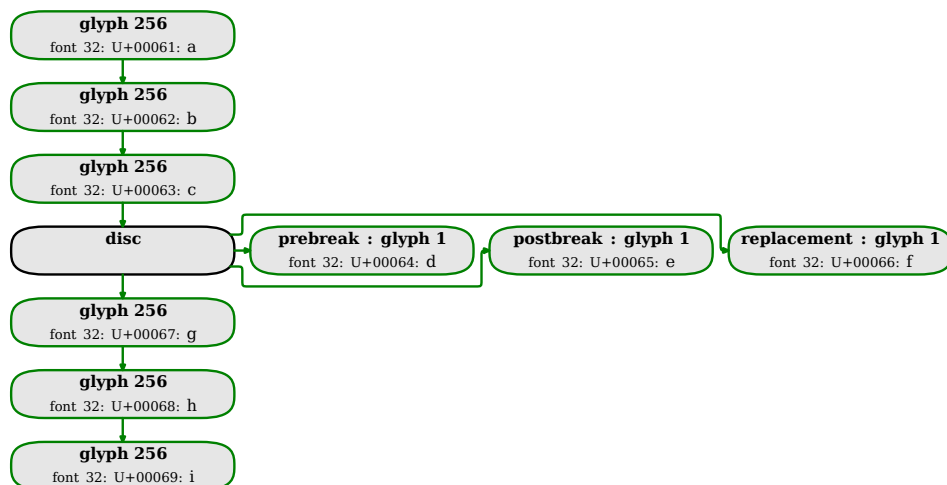 glyph 256
font 32: U+00061: a
glyph 256
font 32: U+00062: b
glyph 256
font 32: U+00063: c
disc
prebreak : glyph 1
font 32: U+00064: d
postbreak : glyph 1
font 32: U+00065: e
replacement : glyph 1
font 32: U+00066: f
glyph 256
font 32: U+00067: g
glyph 256
font 32: U+00068: h
glyph 256
font 32: U+00069: i